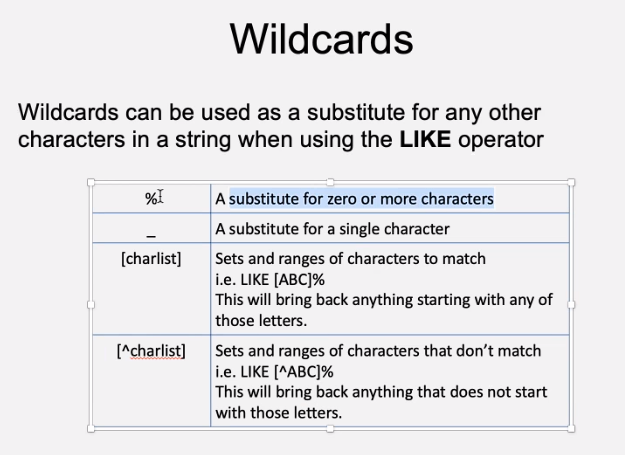 Wildcards
Wildcards can be used as a substitute for any other
characters in a string when using the LIKE operator
% A substitute for zero or more characters
_ A substitute for a single character
[charlist] Sets and ranges of characters to match
i.e. LIKE [ABC]%
This will bring back anything starting with any of
those letters.
[^charlist] Sets and ranges of characters that don’t match
i.e. LIKE [^ABC]%
This will bring back anything that does not start
with those letters.